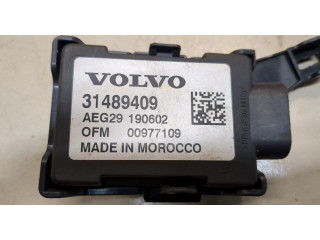 VOLVO
31489409
AEG29 190602
OFM 00977109
MADE IN MOROCCO